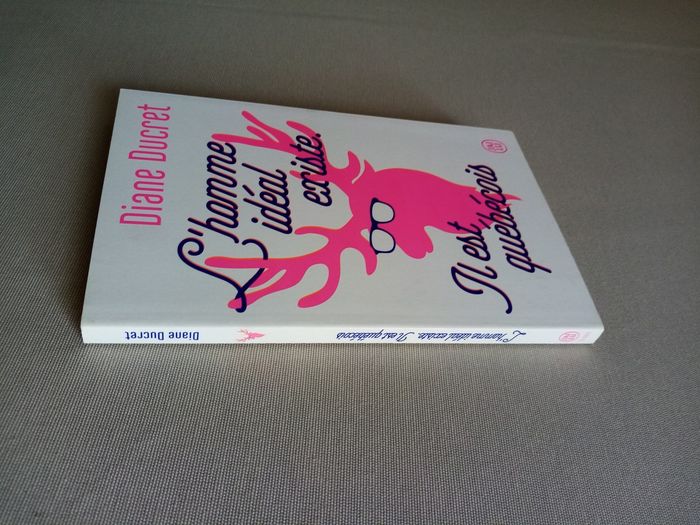 Diane Ducret
L'homme
idéal
existe.
Il est
québécois
Diane Ducret
L'homme idéal existe. Il est québécois